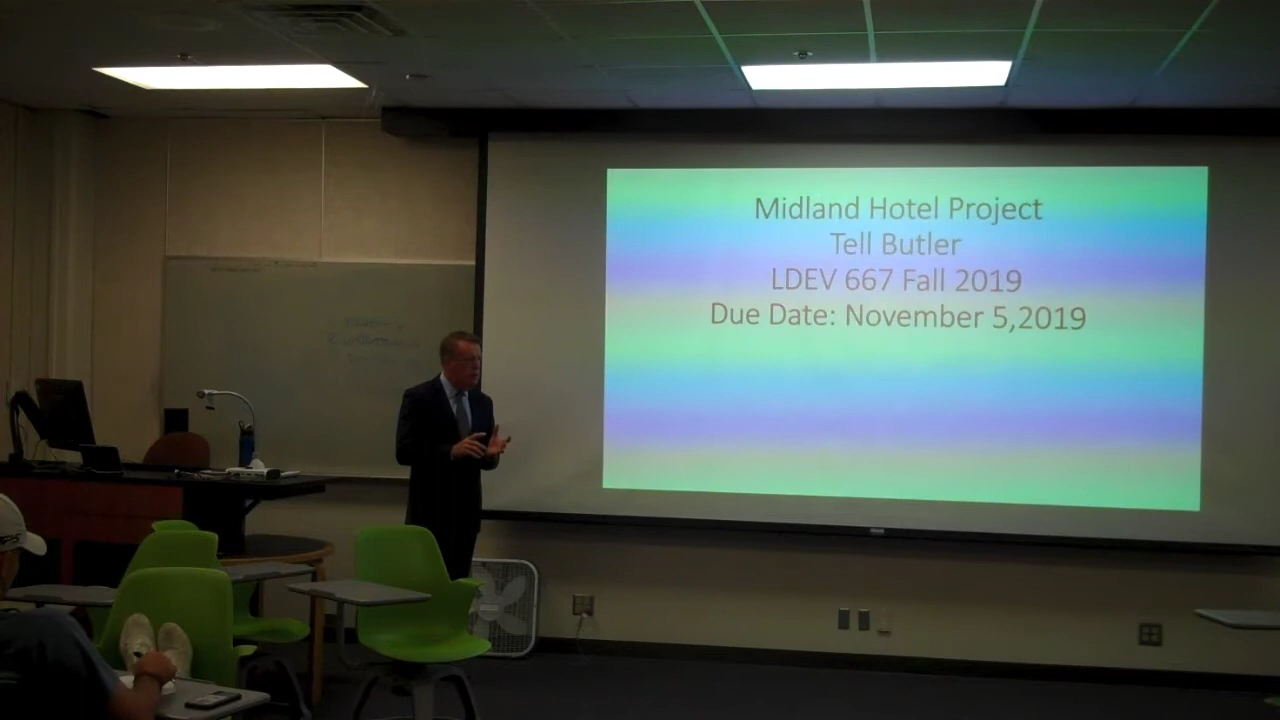 Midland Hotel Project
Tell Butler
LDEV 667 Fall 2019
Due Date: November 5,2019